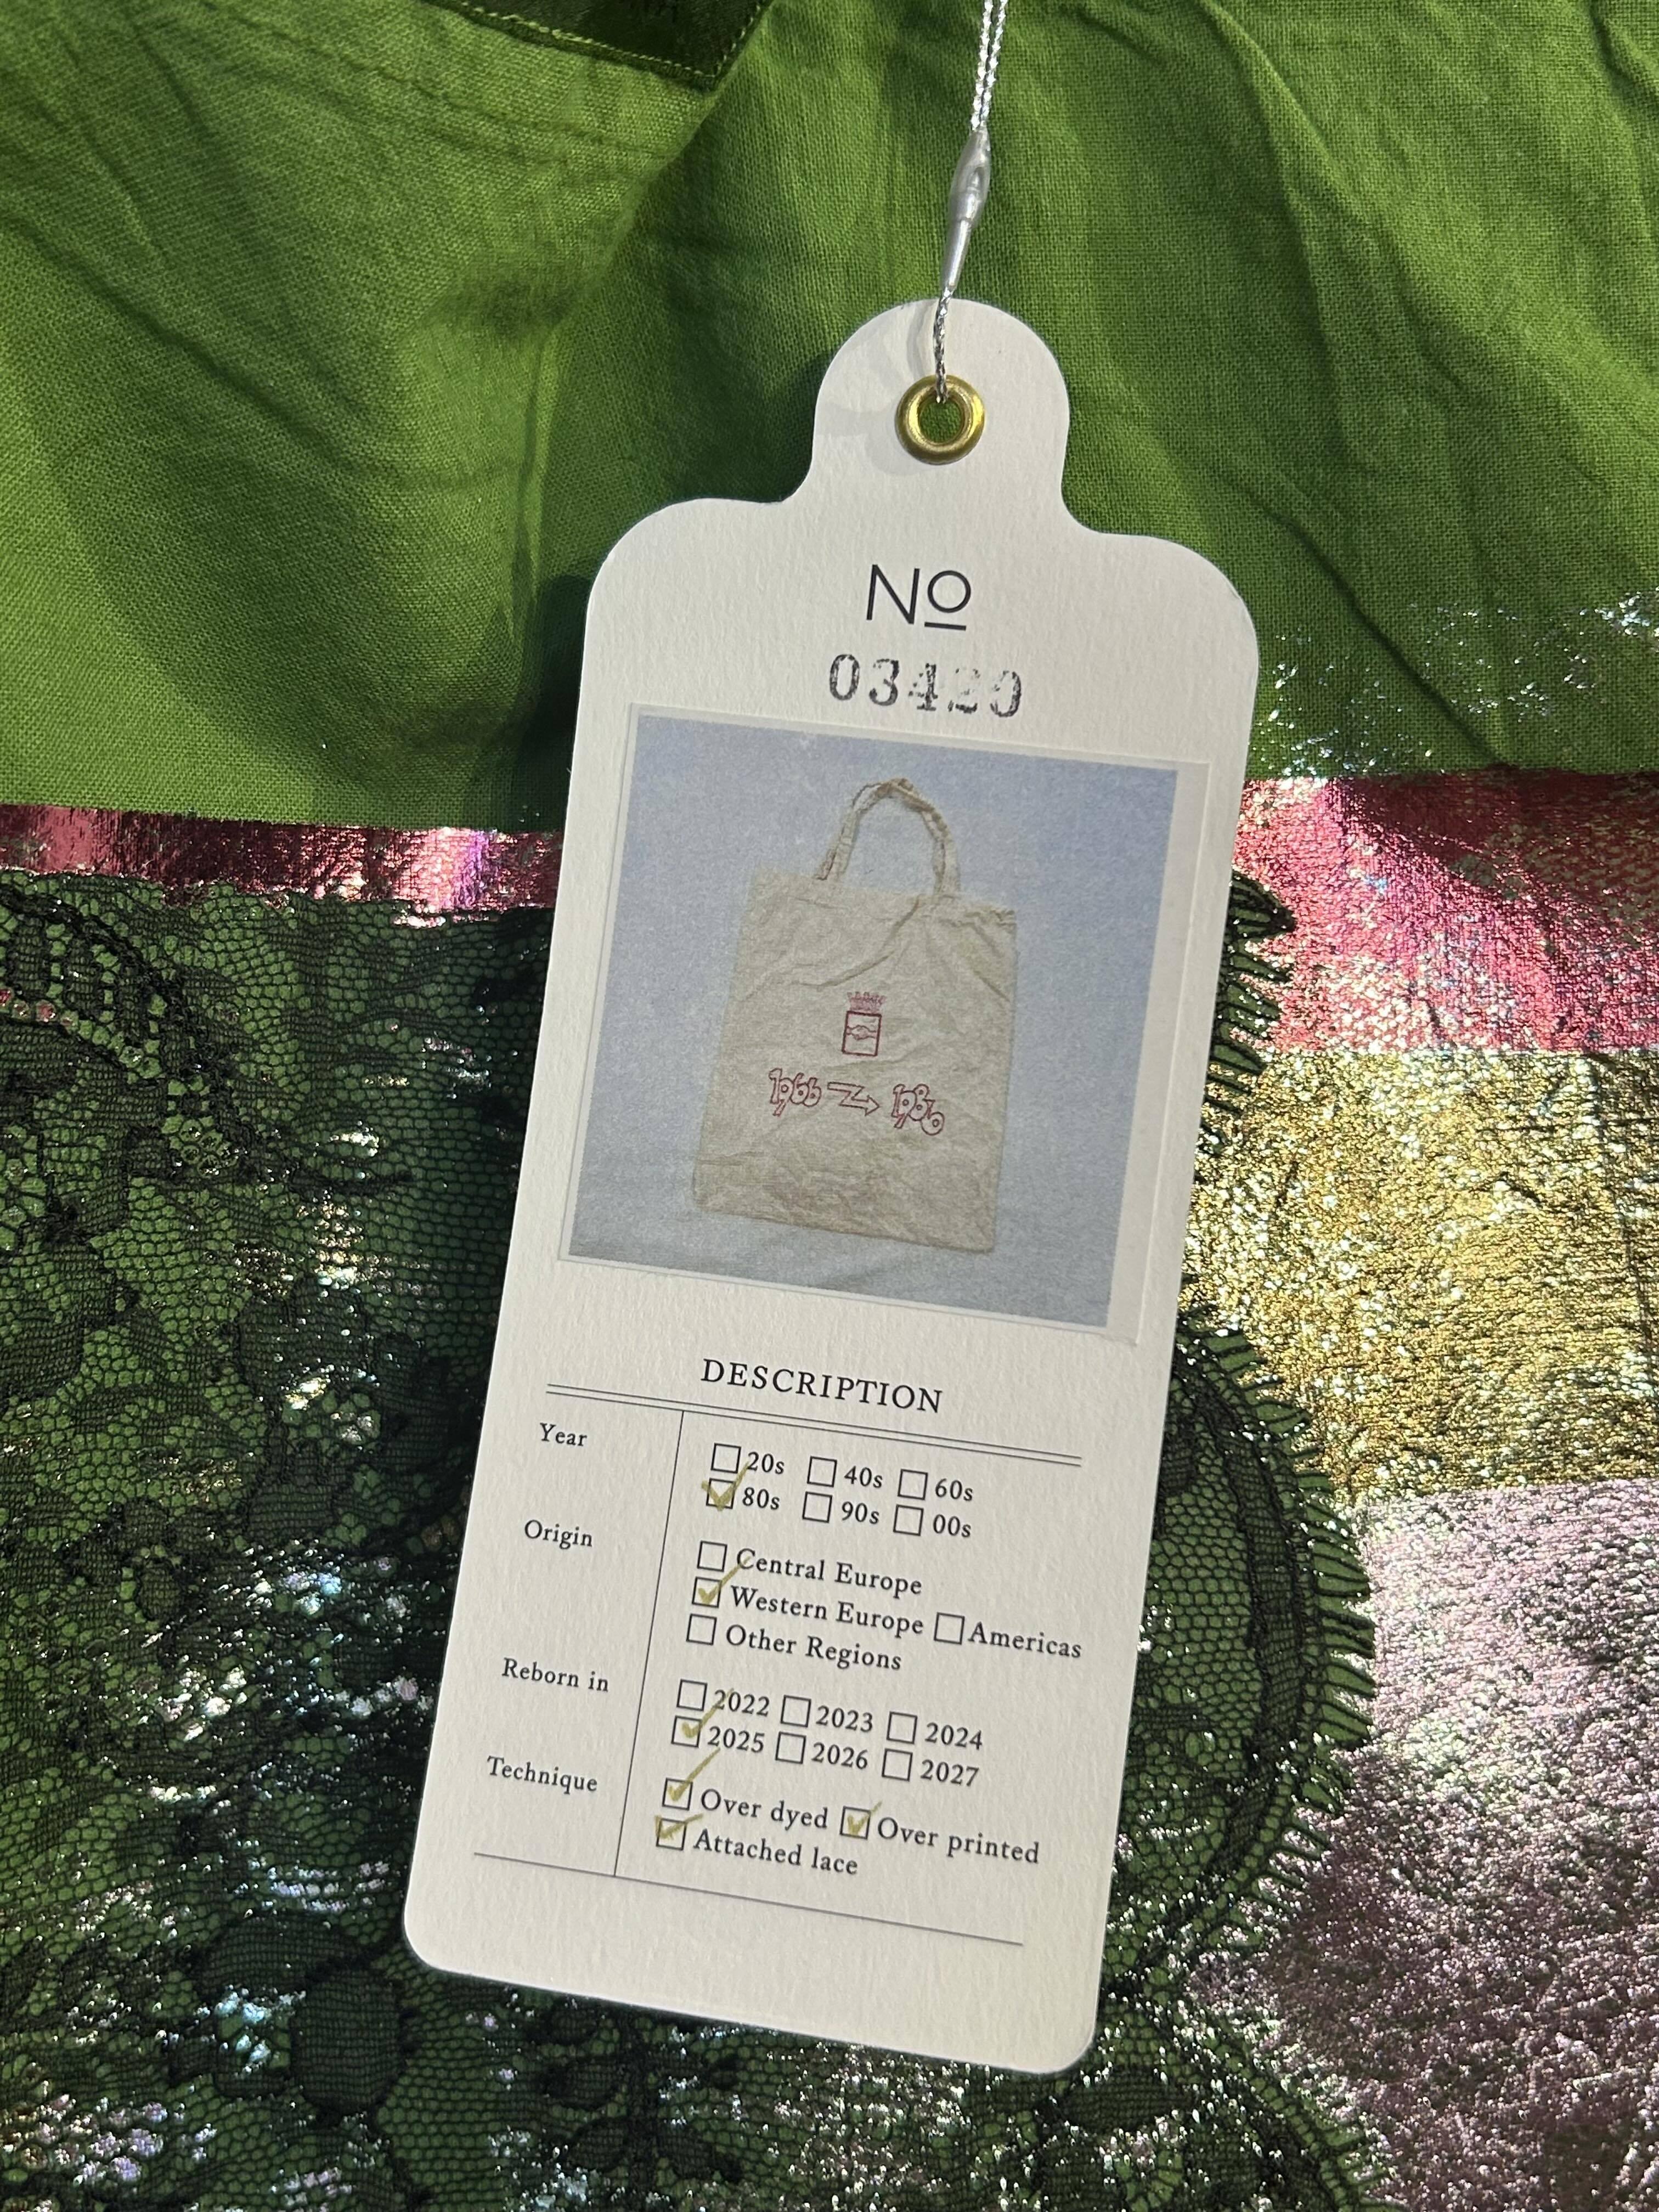 No
03420
1966 1986
DESCRIPTION
Year
20s 40s 60s
80s 90s 00s
Origin
Central Europe
Western Europe Americas
Other Regions
Reborn in
2022 2023 2024
2025 2026 2027
Technique
Over dyed Over printed
Attached lace